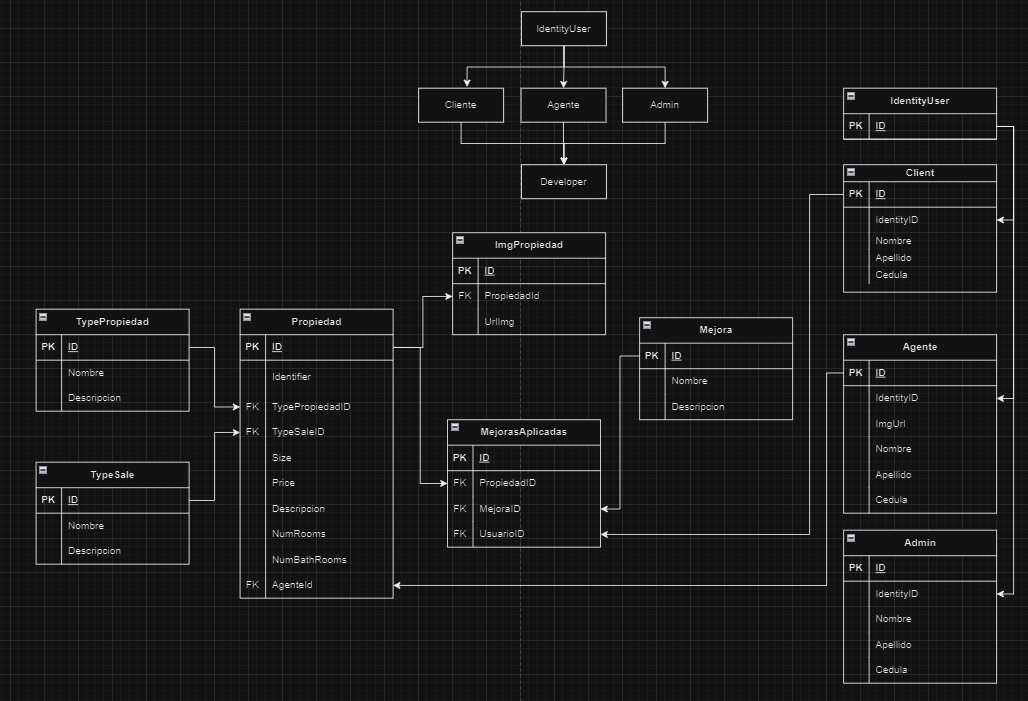 IdentityUser
Cliente
Agente
Admin
Developer
IdentityUser
PK ID
Client
PK ID
IdentityID
Nombre
Apellido
Cedula
ImgPropiedad
PK ID
FK PropiedadId
UrlImg
TypePropiedad
PK ID
Nombre
Descripcion
Propiedad
PK ID
Identifier
FK TypePropiedadID
FK TypeSaleID
Size
Price
Descripcion
NumRooms
NumBathRooms
FK AgenteId
Mejora
PK ID
Nombre
Descripcion
Agente
PK ID
IdentityID
ImgUrl
Nombre
Apellido
Cedula
MejorasAplicadas
PK ID
FK PropiedadID
FK MejoraID
FK UsuarioID
TypeSale
PK ID
Nombre
Descripcion
Admin
PK ID
IdentityID
Nombre
Apellido
Cedula